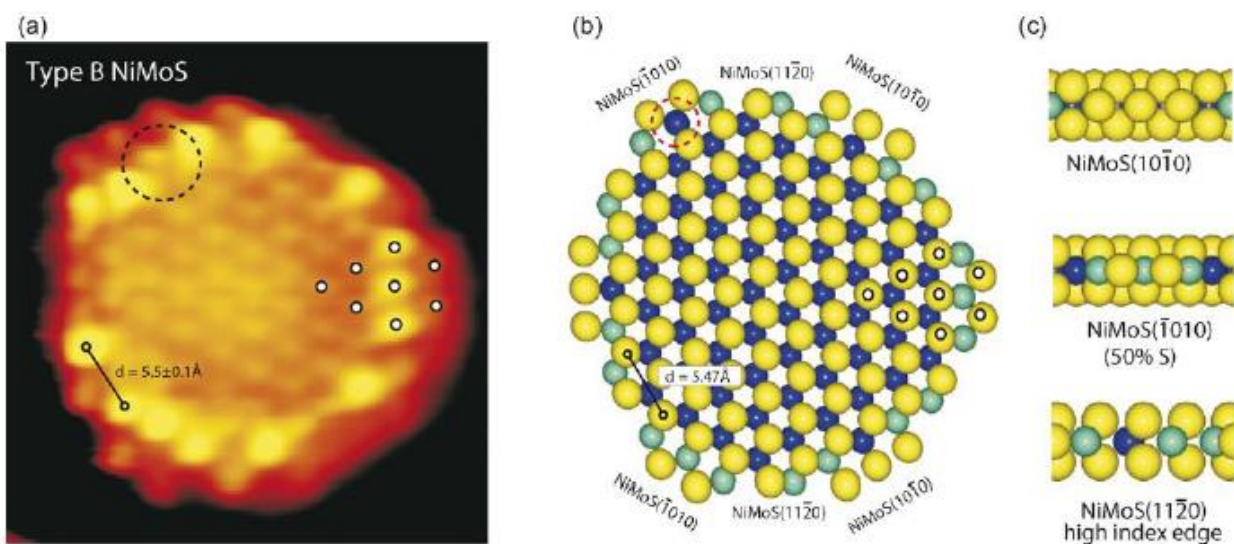 (a)
Type B NiMoS
d = 5.5±0.1Å
(b)
NiMoS(1̄010)
NiMoS(112̄0)
NiMoS(101̄0)
d = 5.47Å
NiMoS(1̄010)
NiMoS(112̄0)
NiMoS(101̄0)
(c)
NiMoS(101̄0)
NiMoS(1̄010)
(50% S)
NiMoS(112̄0)
high index edge